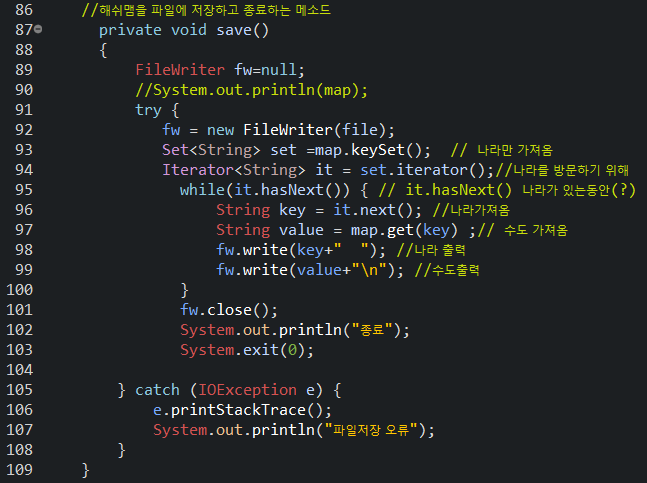 86 //해쉬맵을 파일에 저장하고 종료하는 메소드
87 private void save()
88 {
89 FileWriter fw=null;
90 //System.out.println(map);
91 try {
92 fw = new FileWriter(file);
93 Set<String> set =map.keySet();  // 나라만 가져옴
94 Iterator<String> it = set.iterator();//나라를 방문하기 위해
95 while(it.hasNext()) { // it.hasNext() 나라가 있는동안(?)
96 String key = it.next(); //나라가져옴
97 String value = map.get(key) ;// 수도 가져옴
98 fw.write(key+"  "); //나라 출력
99 fw.write(value+"\n"); //수도출력
100 }
101 fw.close();
102 System.out.println("종료");
103 System.exit(0);
104
105 } catch (IOException e) {
106 e.printStackTrace();
107 System.out.println("파일저장 오류");
108 }
109 }